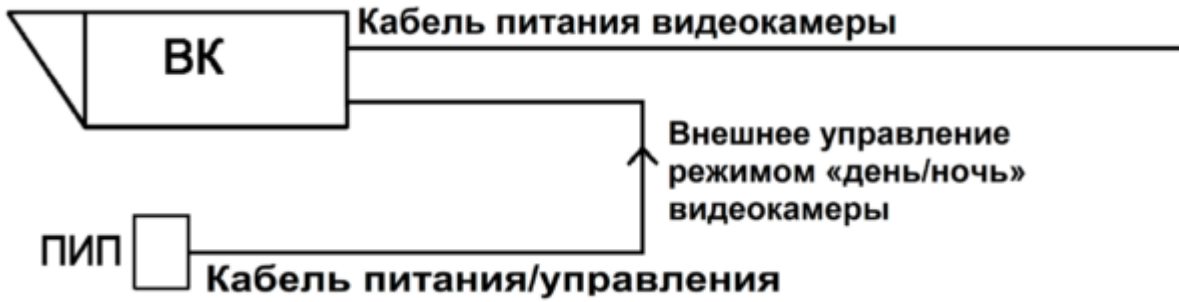 Кабель питания видеокамеры
ВК
Внешнее управление
режимом «день/ночь»
видеокамеры
ПИП
Кабель питания/управления